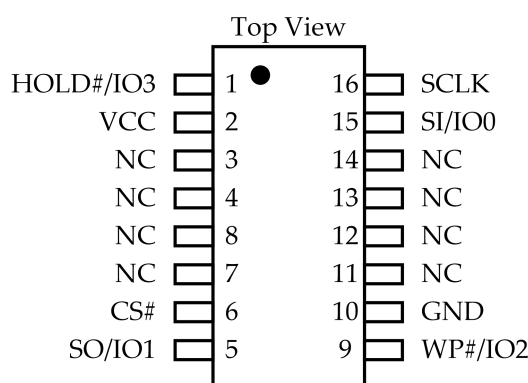 Top View
HOLD#/IO3 1 16 SCLK
VCC 2 15 SI/IO0
NC 3 14 NC
NC 4 13 NC
NC 8 12 NC
NC 7 11 NC
CS# 6 10 GND
SO/IO1 5 9 WP#/IO2